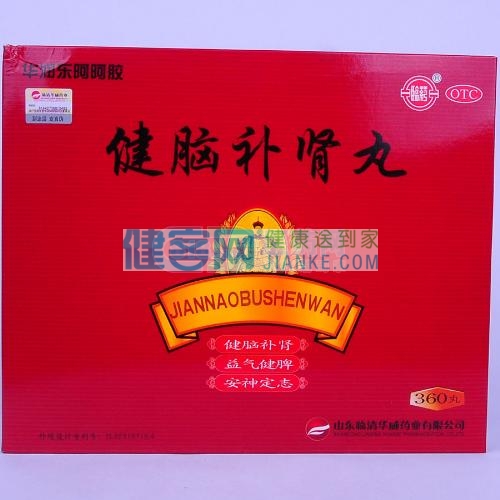 华润东阿阿胶
OTC
健脑补肾丸
健客网
健康送到家
JIANKE.COM
JIANNAOBUSHENWAN
健脑补肾
益气健脾
安神定志
360丸
山东临清华威药业有限公司